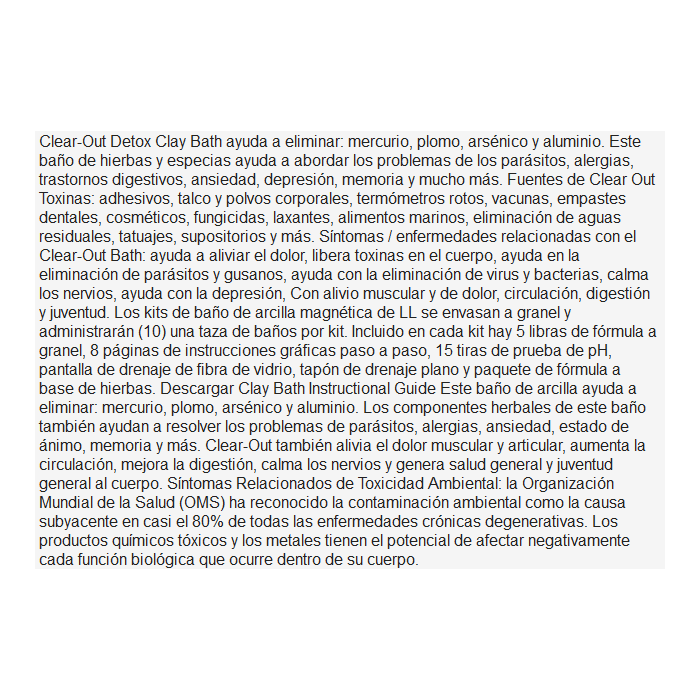 Clear-Out Detox Clay Bath ayuda a eliminar: mercurio, plomo, arsénico y aluminio. Este
baño de hierbas y especias ayuda a abordar los problemas de los parásitos, alergias,
trastornos digestivos, ansiedad, depresión, memoria y mucho más. Fuentes de Clear Out
Toxinas: adhesivos, talco y polvos corporales, termómetros rotos, vacunas, empastes
dentales, cosméticos, fungicidas, laxantes, alimentos marinos, eliminación de aguas
residuales, tatuajes, supositorios y más. Síntomas / enfermedades relacionadas con el
Clear-Out Bath: ayuda a aliviar el dolor, libera toxinas en el cuerpo, ayuda en la
eliminación de parásitos y gusanos, ayuda con la eliminación de virus y bacterias, calma
los nervios, ayuda con la depresión, Con alivio muscular y de dolor, circulación, digestión
y juventud. Los kits de baño de arcilla magnética de LL se envasan a granel y
administrarán (10) una taza de baños por kit. Incluido en cada kit hay 5 libras de fórmula a
granel, 8 páginas de instrucciones gráficas paso a paso, 15 tiras de prueba de pH,
pantalla de drenaje de fibra de vidrio, tapón de drenaje plano y paquete de fórmula a
base de hierbas. Descargar Clay Bath Instructional Guide Este baño de arcilla ayuda a
eliminar: mercurio, plomo, arsénico y aluminio. Los componentes herbales de este baño
también ayudan a resolver los problemas de parásitos, alergias, ansiedad, estado de
ánimo, memoria y más. Clear-Out también alivia el dolor muscular y articular, aumenta la
circulación, mejora la digestión, calma los nervios y genera salud general y juventud
general al cuerpo. Síntomas Relacionados de Toxicidad Ambiental: la Organización
Mundial de la Salud (OMS) ha reconocido la contaminación ambiental como la causa
subyacente en casi el 80% de todas las enfermedades crónicas degenerativas. Los
productos químicos tóxicos y los metales tienen el potencial de afectar negativamente
cada función biológica que ocurre dentro de su cuerpo.